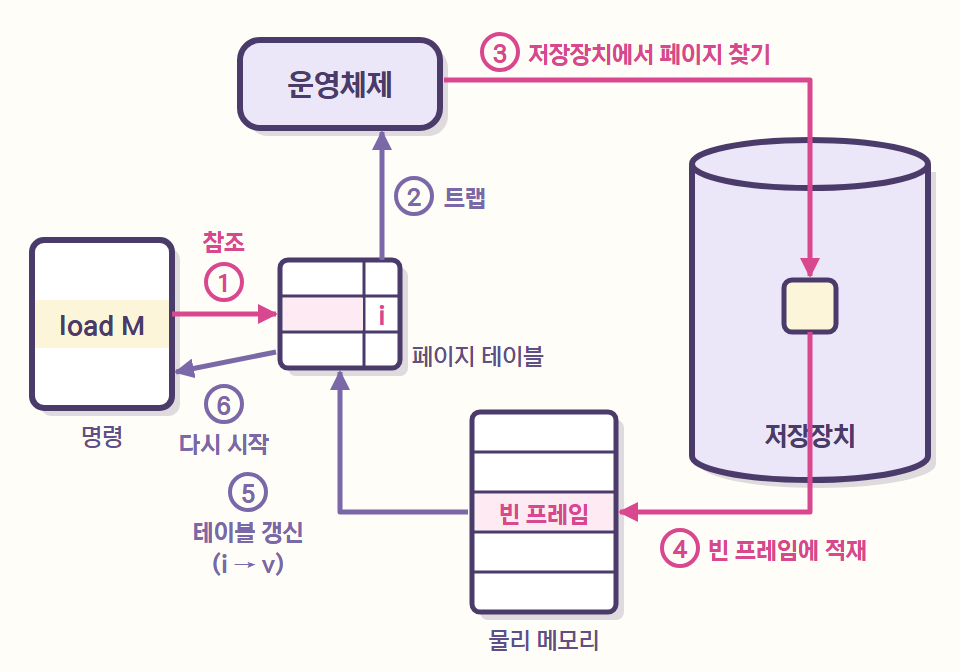 ③ 저장장치에서 페이지 찾기
운영체제
② 트랩
참조
①
load M
i
페이지 테이블
명령
⑥
다시 시작
⑤
테이블 갱신
(i → v)
저장장치
빈 프레임
④ 빈 프레임에 적재
물리 메모리